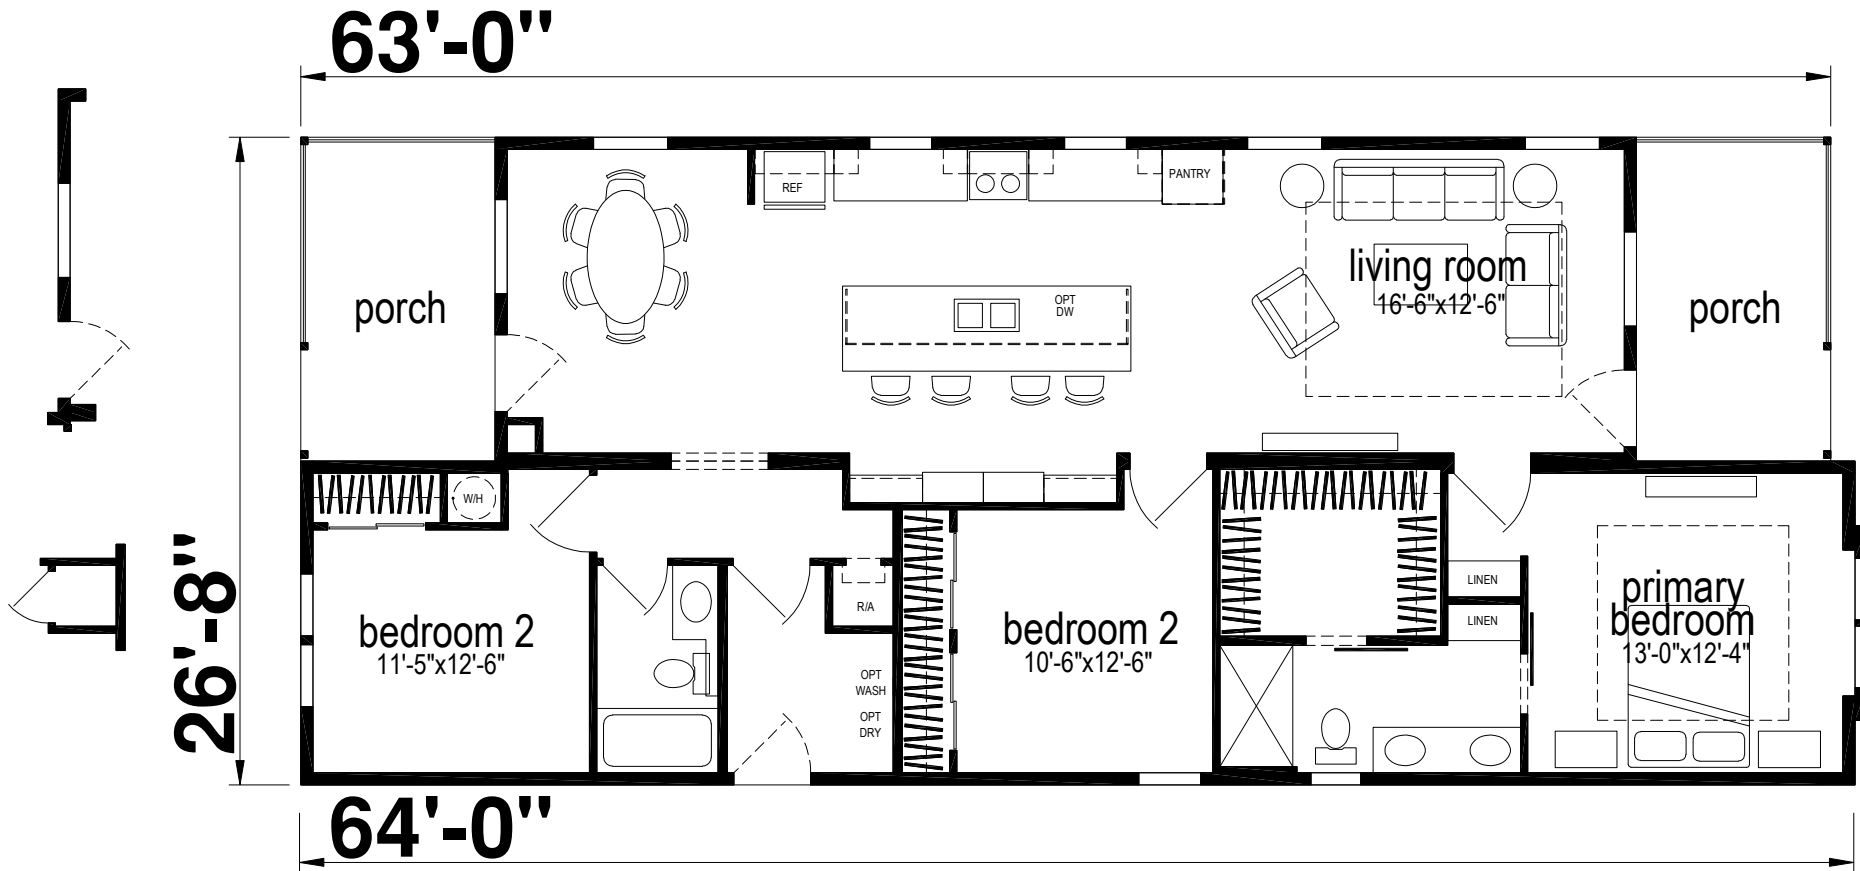 63'-0"
REF
PANTRY
porch
OPT
DW
living room
16'-6"x12'-6"
porch
26'-8"
W/H
bedroom 2
11'-5"x12'-6"
R/A
OPT
WASH
OPT
DRY
bedroom 2
10'-6"x12'-6"
LINEN
LINEN
primary
bedroom
13'-0"x12'-4"
64'-0"